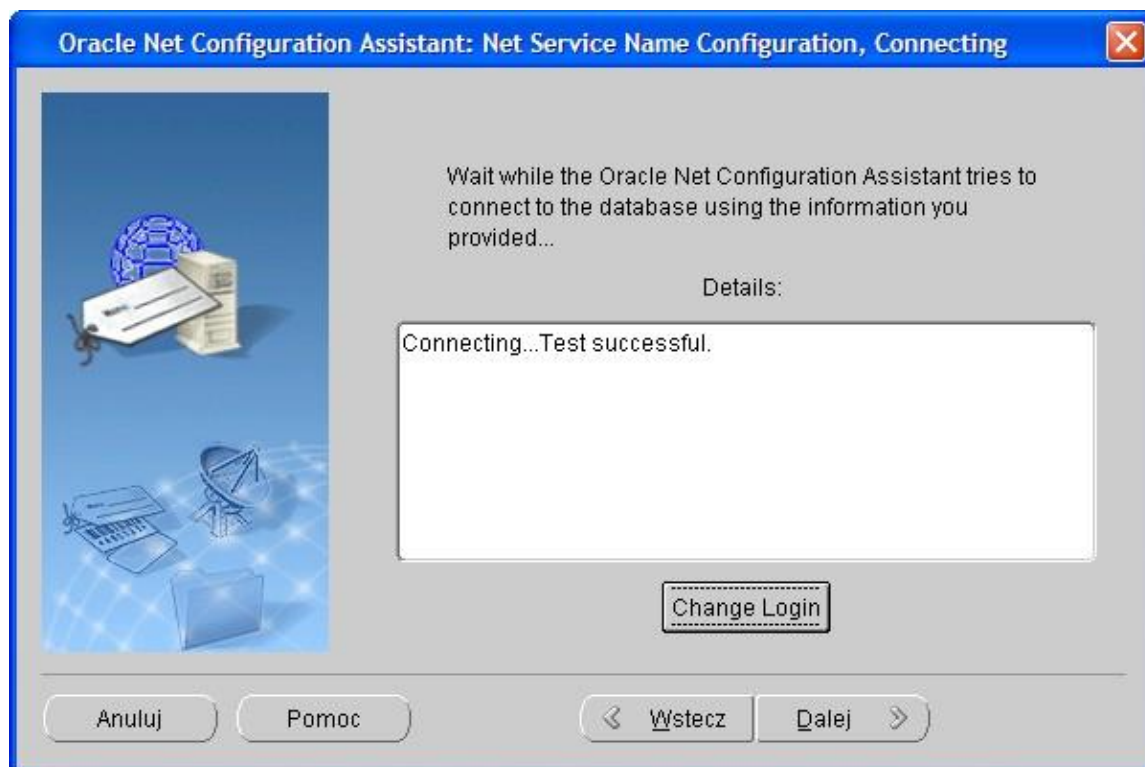 Oracle Net Configuration Assistant: Net Service Name Configuration, Connecting
Wait while the Oracle Net Configuration Assistant tries to
connect to the database using the information you
provided...
Details:
Connecting...Test successful.
Change Login
Anuluj
Pomoc
Wstecz
Dalej